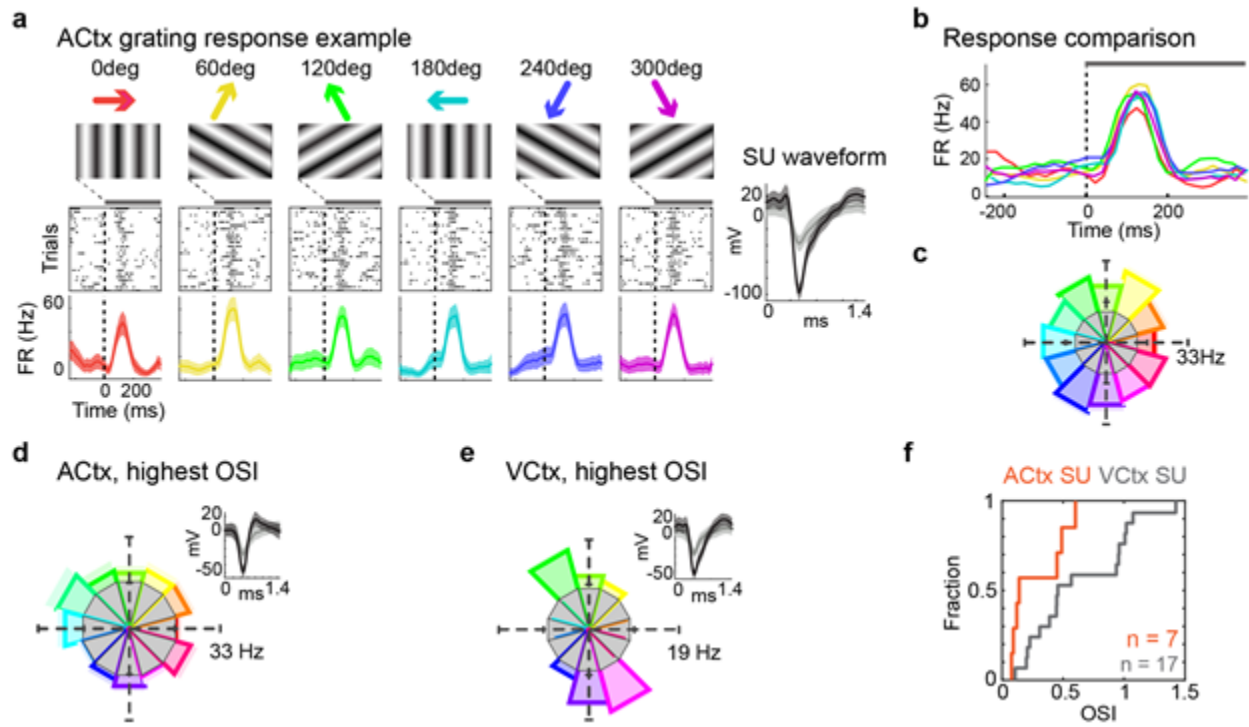 a
ACtx grating response example
0deg 60deg 120deg 180deg 240deg 300deg
Trials
FR (Hz)
60
0
0 200
Time (ms)
SU waveform
20
0
mV
-100
0 ms 1.4
b
Response comparison
FR (Hz)
60
20
0
-200 0 200
Time (ms)
c
33Hz
d
ACtx, highest OSI
20
0
mV
-50
0 ms 1.4
33 Hz
e
VCtx, highest OSI
20
0
mV
-50
0 ms 1.4
19 Hz
f
ACtx SU VCtx SU
Fraction
1
0.5
0
n = 7
n = 17
0 0.5 1 1.5
OSI